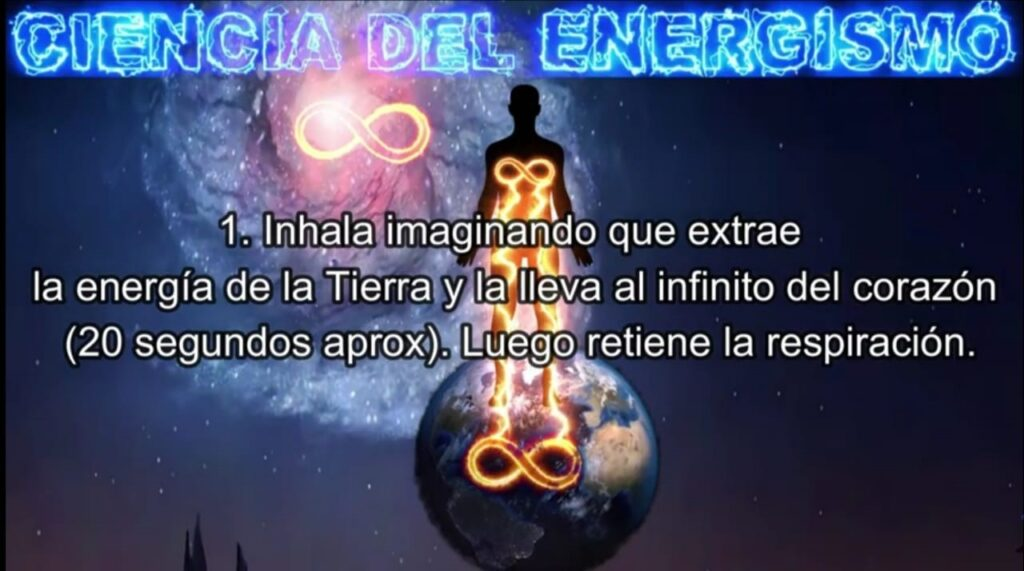 CIENCIA DEL ENERGISMO
1. Inhala imaginando que extrae
la energía de la Tierra y la lleva al infinito del corazón
(20 segundos aprox). Luego retiene la respiración.